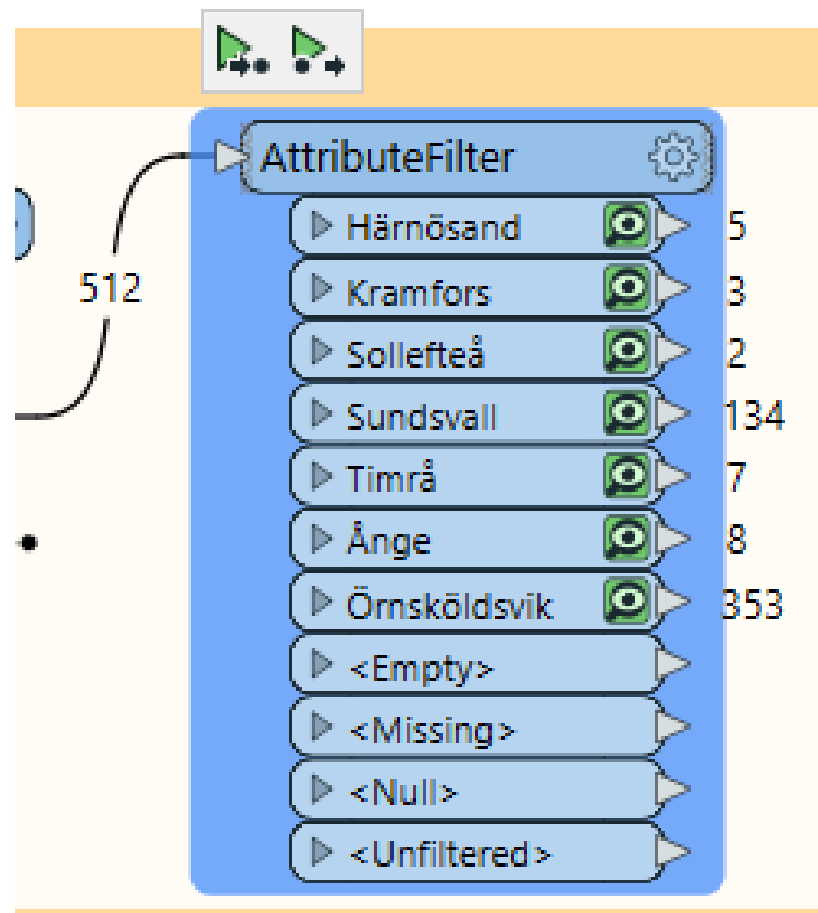 AttributeFilter
Härnösand 5
512
Kramfors 3
Sollefteå 2
Sundsvall 134
Timrå 7
Ånge 8
Örnsköldsvik 353
<Empty>
<Missing>
<Null>
<Unfiltered>